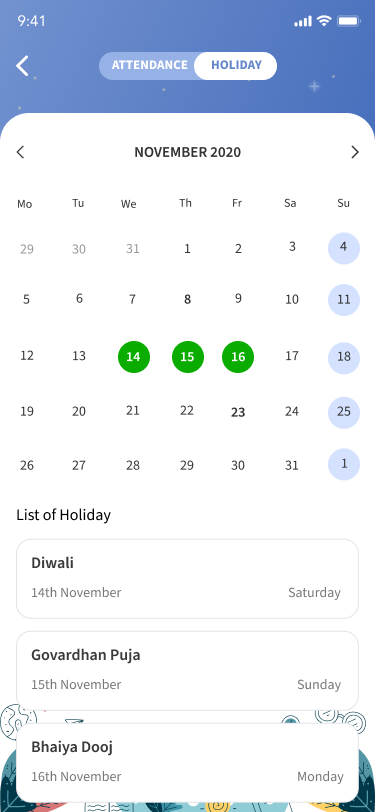 9:41
ATTENDANCE HOLIDAY
NOVEMBER 2020
Mo Tu We Th Fr Sa Su
29 30 31 1 2 3 4
5 6 7 8 9 10 11
12 13 14 15 16 17 18
19 20 21 22 23 24 25
26 27 28 29 30 31 1
List of Holiday
Diwali
14th November Saturday
Govardhan Puja
15th November Sunday
Bhaiya Dooj
16th November Monday